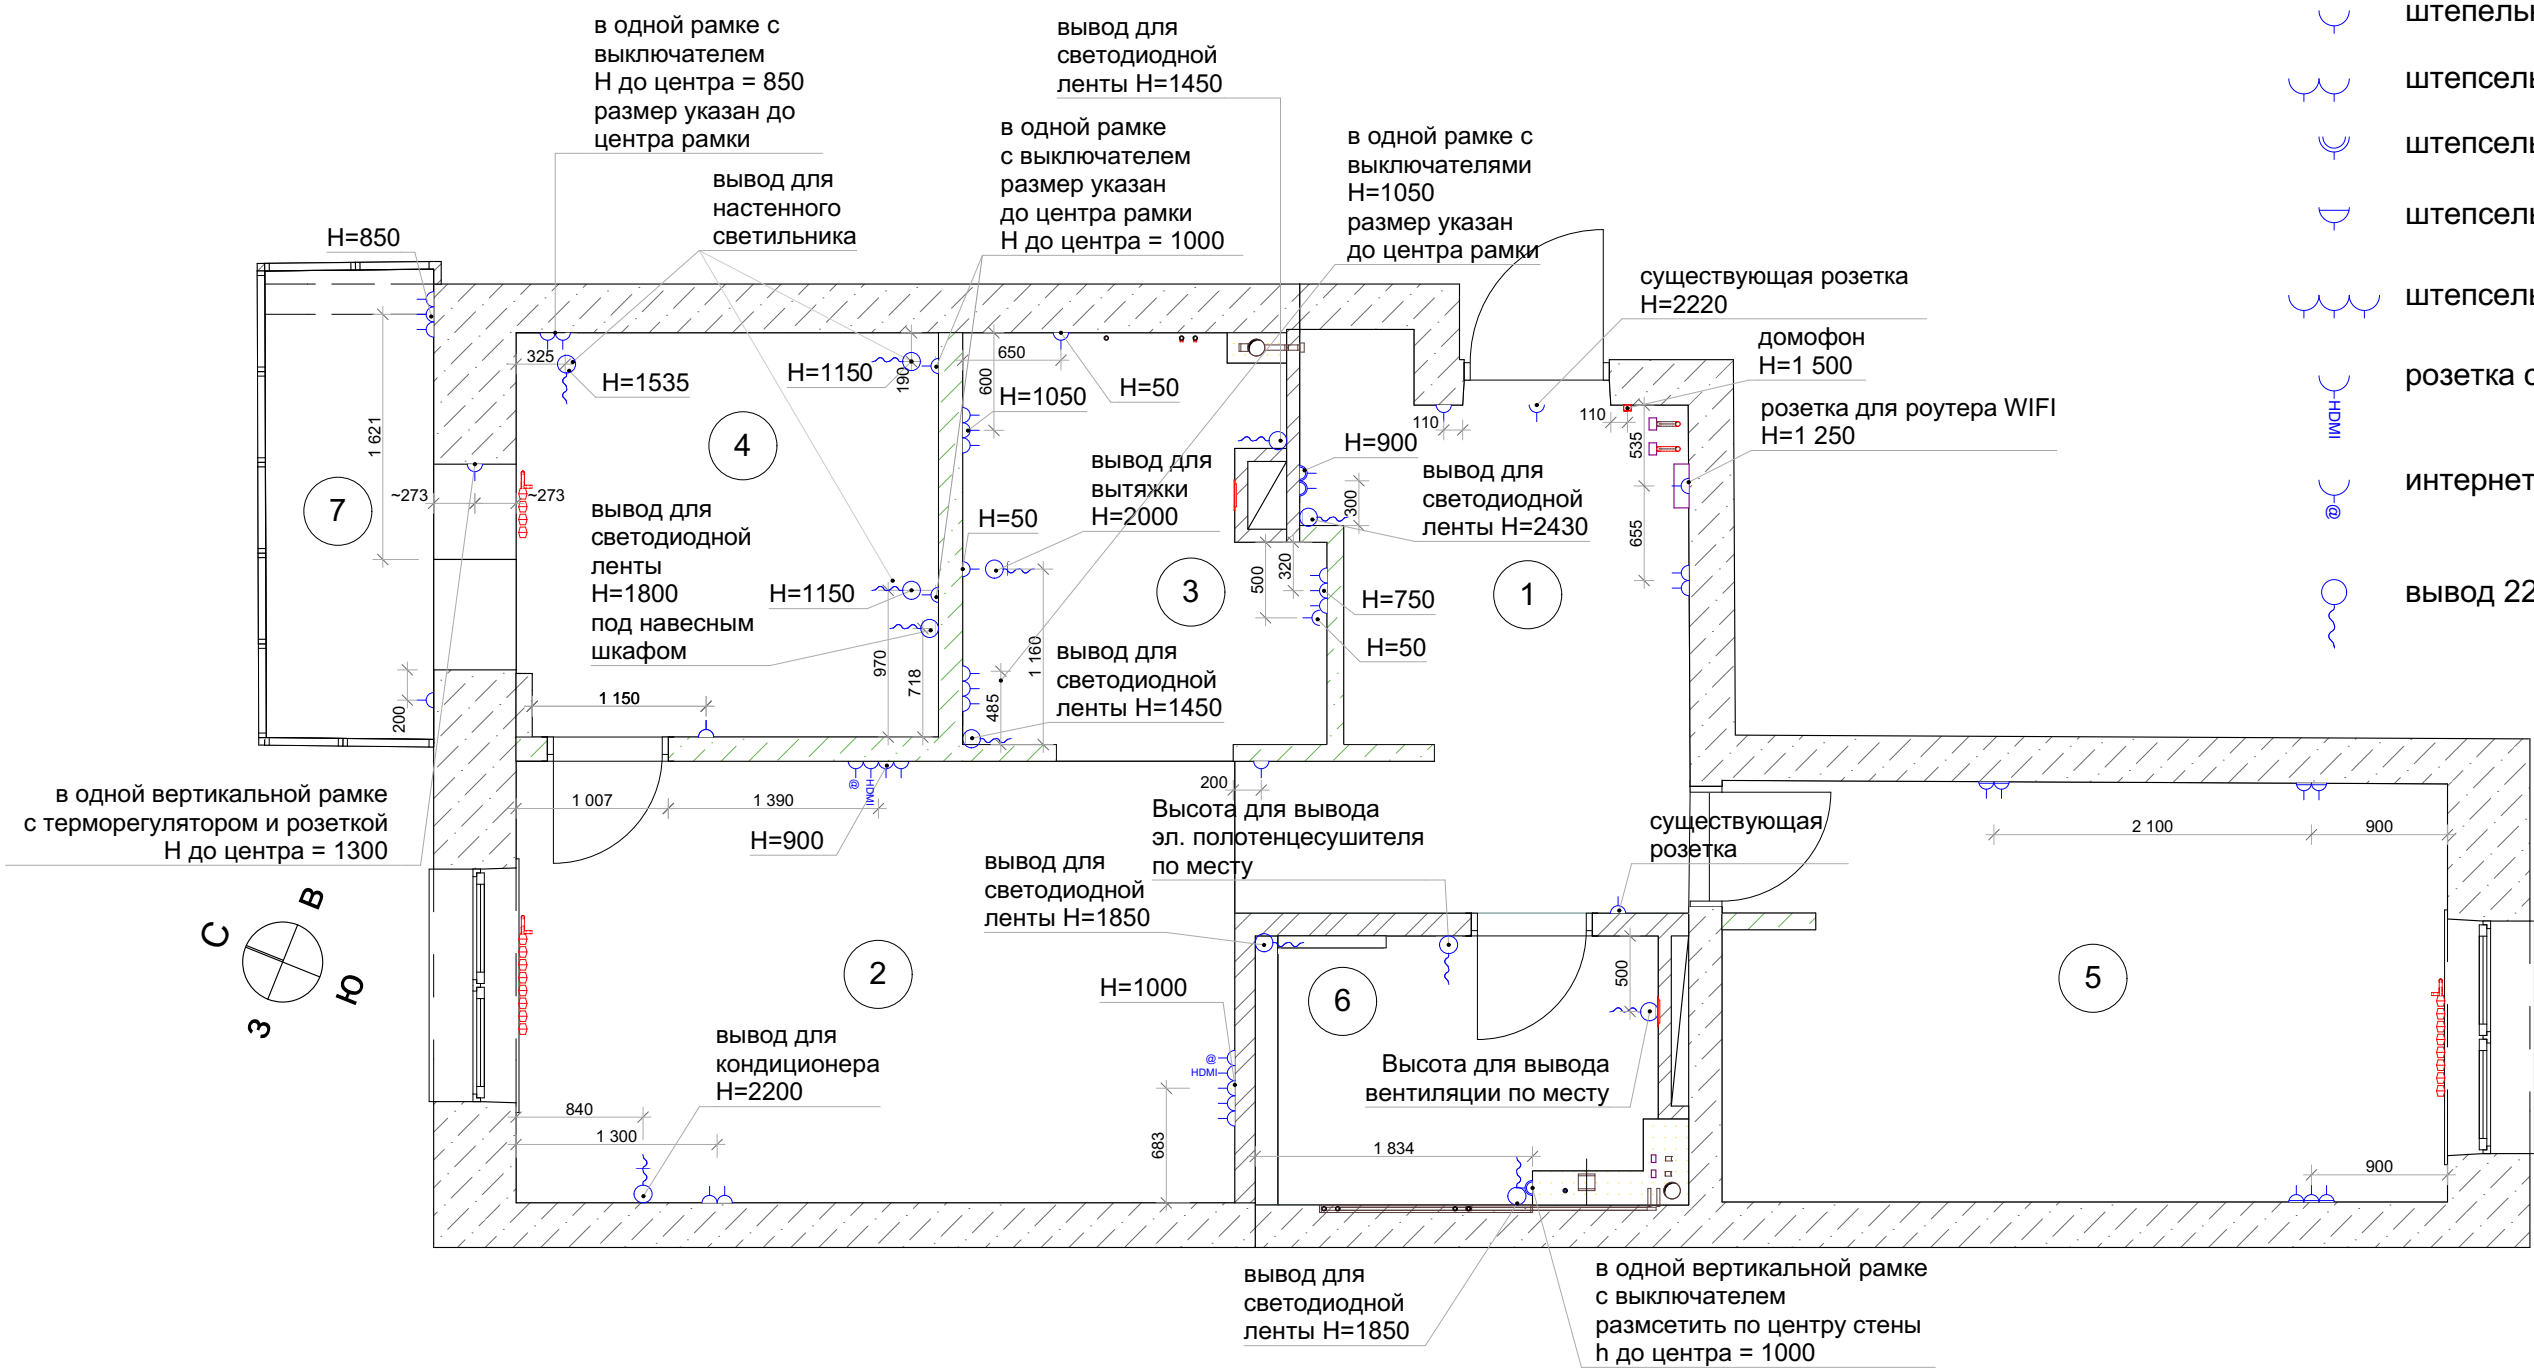 в одной рамке с
выключателем
H до центра = 850
размер указан до
центра рамки
вывод для
светодиодной
ленты H=1450
в одной рамке
с выключателем
размер указан
до центра рамки
H до центра = 1000
в одной рамке с
выключателями
H=1050
размер указан
до центра рамки
вывод для
настенного
светильника
H=850
существующая розетка
H=2220
домофон
H=1 500
розетка для роутера WIFI
H=1 250
325
H=1535
H=1150
190
650
600
H=1050
H=50
110
110
535
655
H=900
300
вывод для
светодиодной
ленты H=2430
1 621
~273
~273
7
4
вывод для
светодиодной
ленты
H=1800
под навесным
шкафом
H=1150
970
718
1 150
200
H=50
вывод для
вытяжки
H=2000
3
500
320
H=750
H=50
1
1 160
485
вывод для
светодиодной
ленты H=1450
в одной вертикальной рамке
с терморегулятором и розеткой
H до центра = 1300
1 007
1 390
@
HDMI
H=900
200
Высота для вывода
эл. полотенцесушителя
по месту
вывод для
светодиодной
ленты H=1850
существующая
розетка
2 100
900
С
В
Ю
З
2
6
5
500
H=1000
@
HDMI
Высота для вывода
вентиляции по месту
вывод для
кондиционера
H=2200
840
1 300
683
1 834
900
вывод для
светодиодной
ленты H=1850
в одной вертикальной рамке
с выключателем
размсетить по центру стены
h до центра = 1000
штепелы
штепсель
штепсель
штепсель
штепсель
розетка с
HDMI
интернет
@
вывод 22